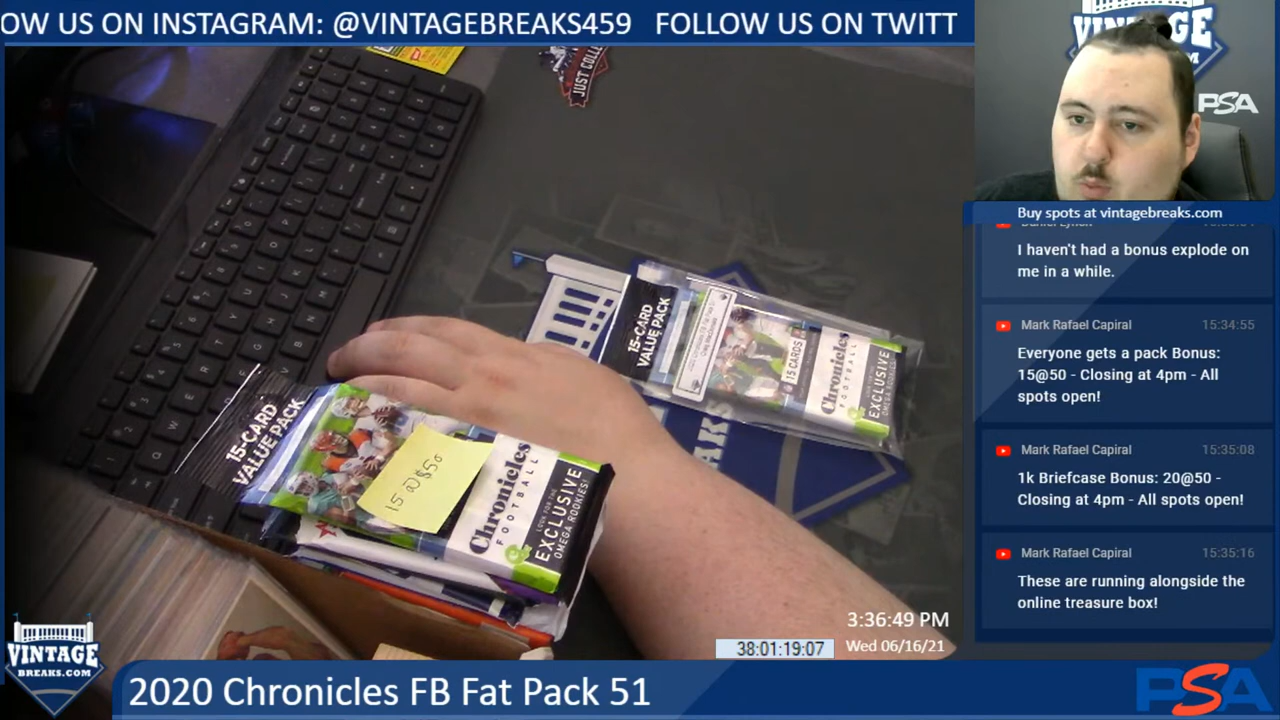 OW US ON INSTAGRAM: @VINTAGEBREAKS459 FOLLOW US ON TWITT
JUST COLL
VINTAGE
.COM
PSA
Buy spots at vintagebreaks.com
I haven't had a bonus explode on
me in a while.
Mark Rafael Capiral 15:34:55
Everyone gets a pack Bonus:
15@50 - Closing at 4pm - All
spots open!
Mark Rafael Capiral 15:35:08
1k Briefcase Bonus: 20@50 -
Closing at 4pm - All spots open!
Mark Rafael Capiral 15:35:16
These are running alongside the
online treasure box!
15-CARD
VALUE PACK
15 CARDS
Chronicles
FOOTBALL
EXCLUSIVE
15-CARD
VALUE PACK
15 @ $50
Chronicles
FOOTBALL
LOOK FOR THE
EXCLUSIVE
OMEGA ROOKIES!
3:36:49 PM
38:01:19:07 Wed 06/16/21
VINTAGE
BREAKS.COM
2020 Chronicles FB Fat Pack 51
PSA